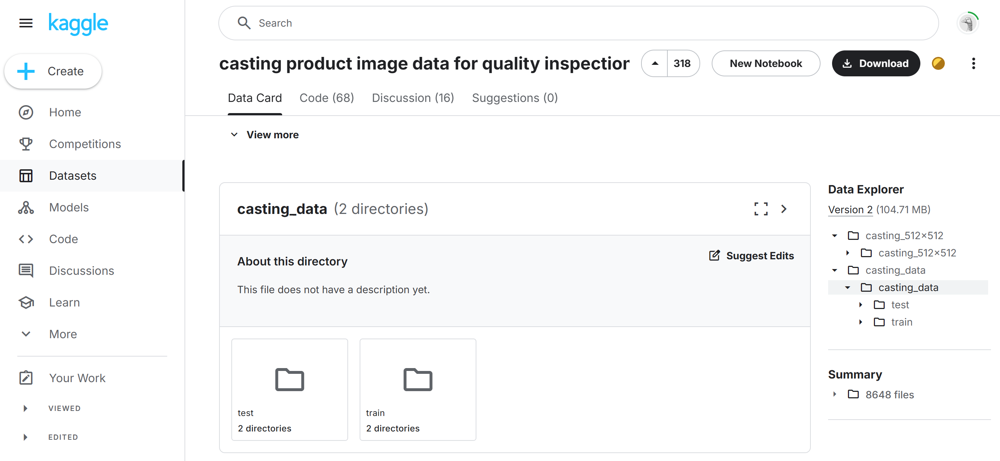 kaggle
Search
Create
casting product image data for quality inspection
318
New Notebook
Download
Data Card
Code (68)
Discussion (16)
Suggestions (0)
Home
Competitions
Datasets
Models
Code
Discussions
Learn
More
Your Work
VIEWED
EDITED
View more
casting_data (2 directories)
About this directory
Suggest Edits
This file does not have a description yet.
test
2 directories
train
2 directories
Data Explorer
Version 2 (104.71 MB)
casting_512x512
casting_512x512
casting_data
casting_data
test
train
Summary
8648 files